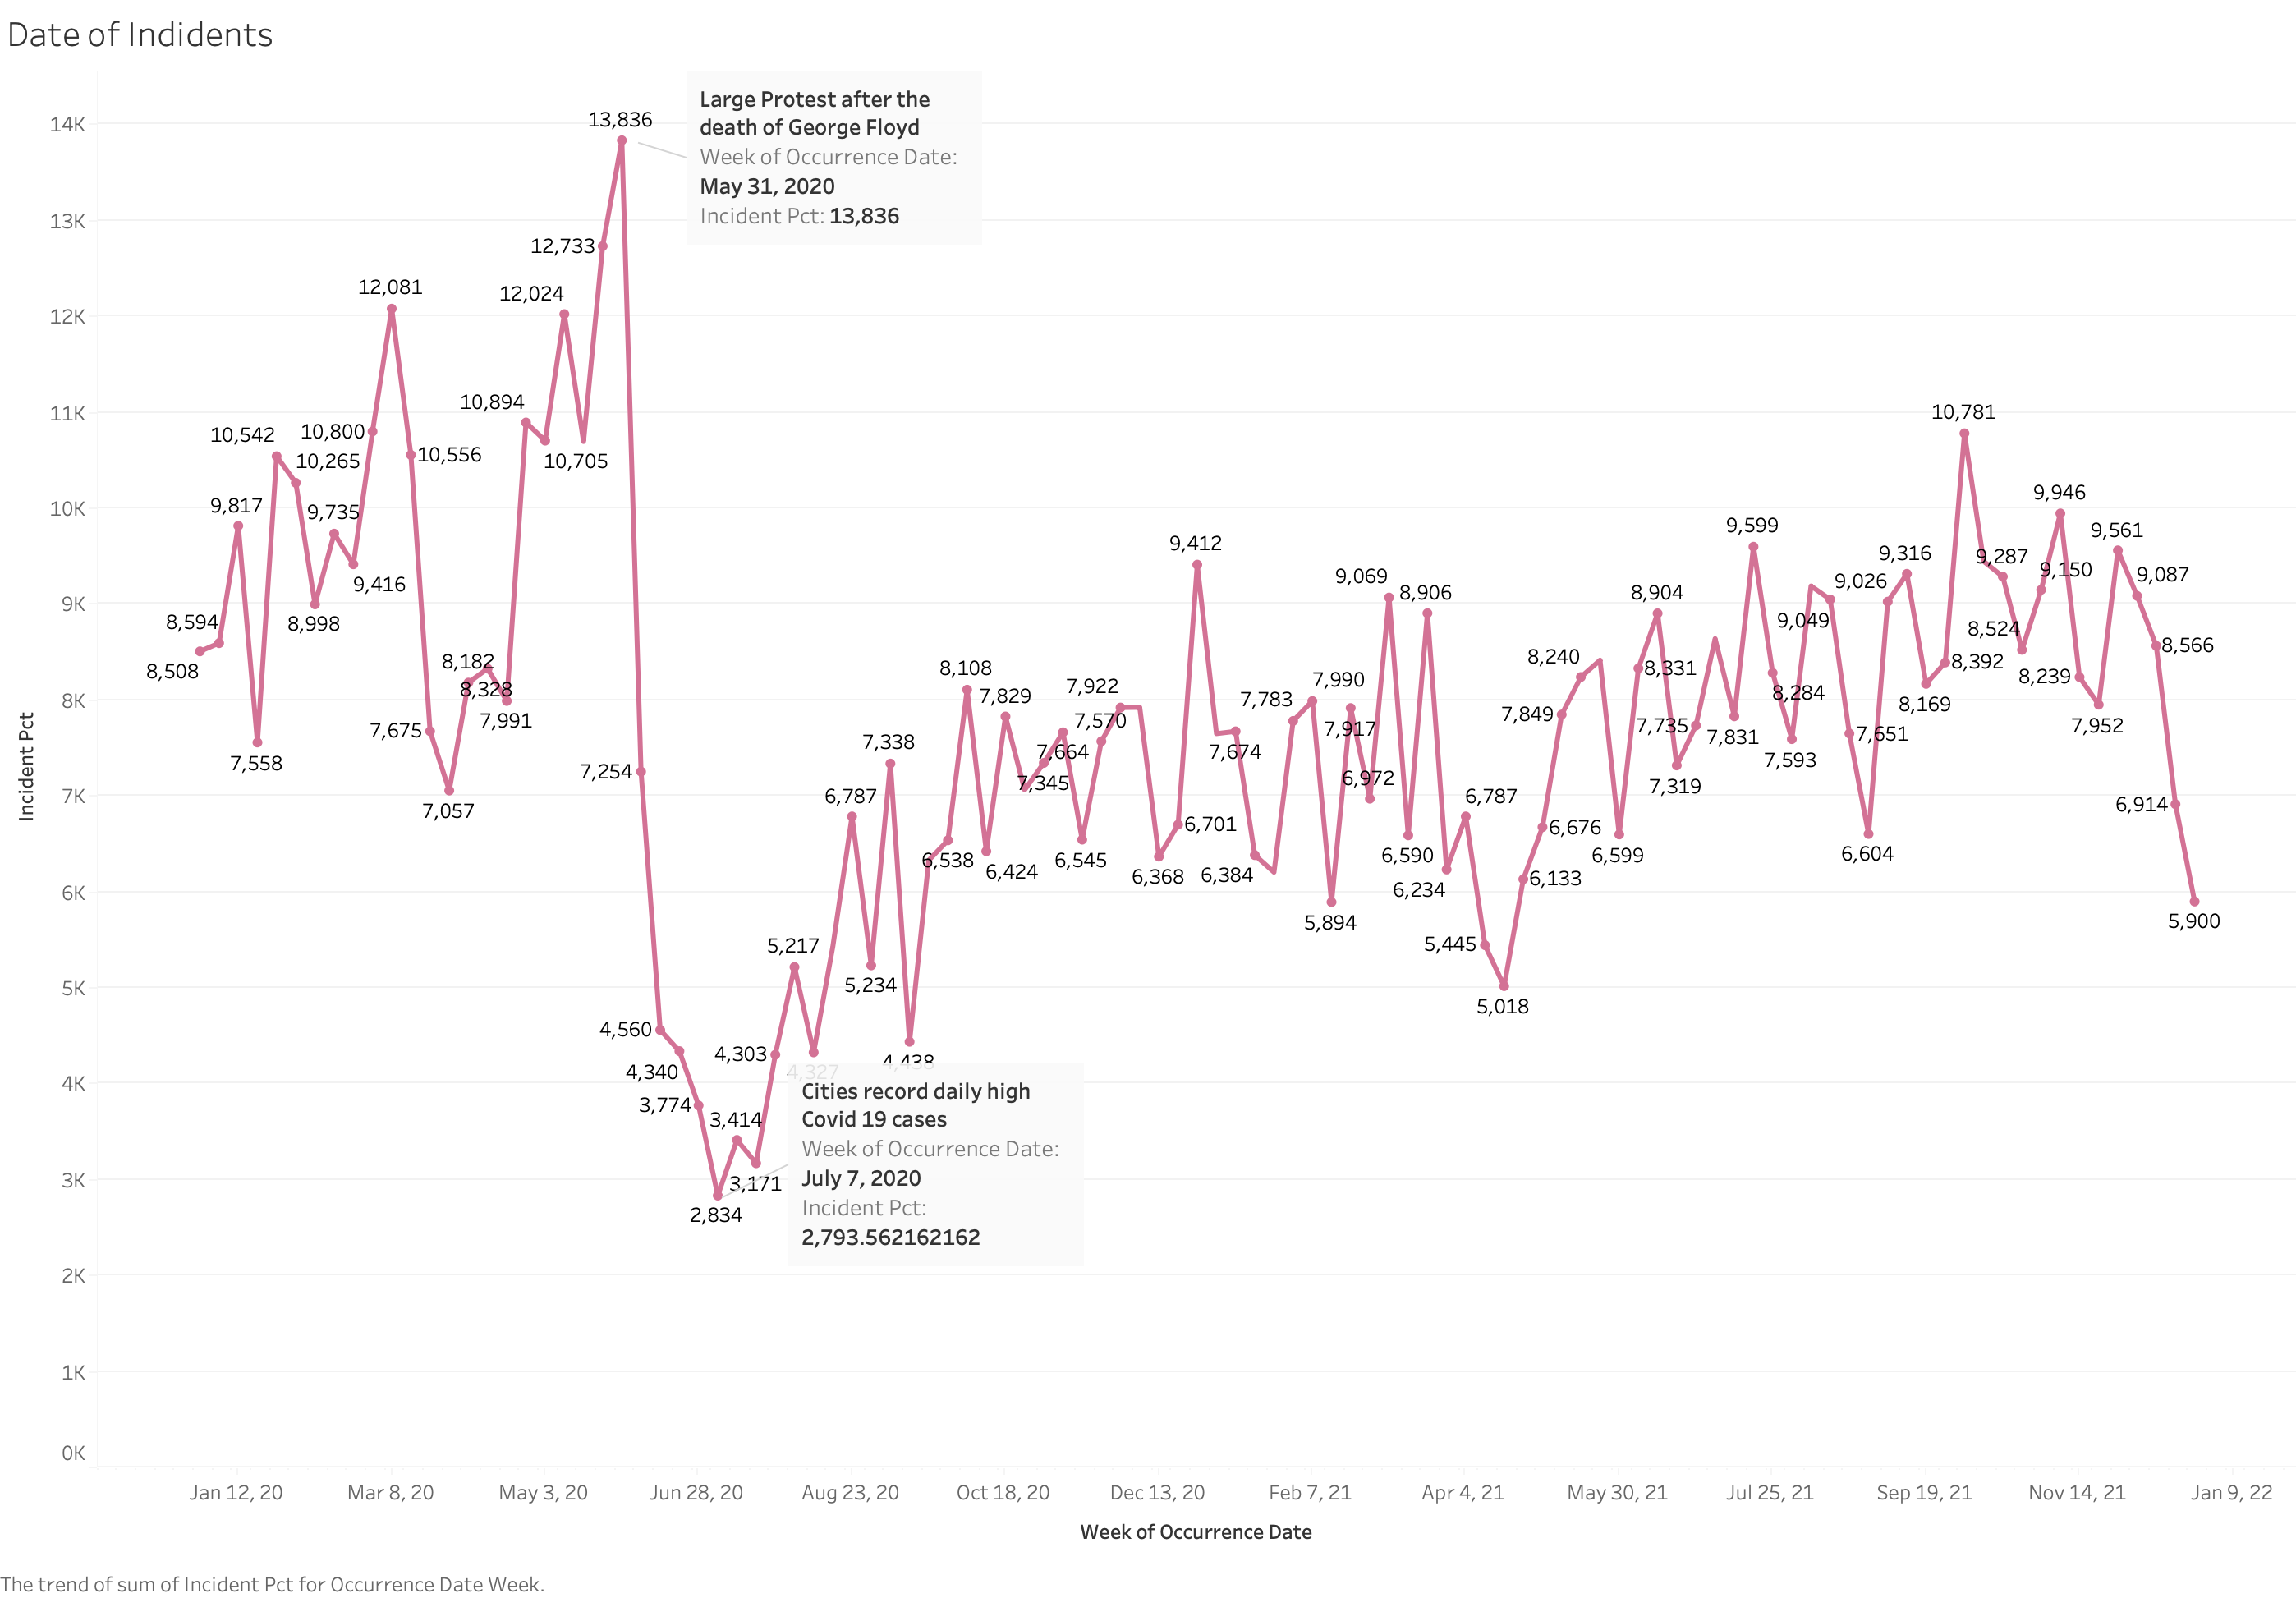 Date of Indidents
Large Protest after the
death of George Floyd
Week of Occurrence Date:
May 31, 2020
Incident Pct: 13,836
14K
13K
12K
11K
10K
9K
8K
7K
6K
5K
4K
3K
2K
1K
0K
Incident Pct
8,508
8,594
9,817
7,558
10,542
10,265
8,998
9,735
9,416
10,800
12,081
10,556
7,675
7,057
8,182
8,328
7,991
10,894
10,705
12,024
12,733
13,836
7,254
4,560
4,340
3,774
2,834
3,414
3,171
4,303
5,217
4,327
6,787
5,234
7,338
4,438
6,538
8,108
6,424
7,829
7,345
7,664
6,545
7,570
7,922
6,368
6,701
9,412
7,674
6,384
7,783
7,990
5,894
7,917
6,972
9,069
6,590
8,906
6,234
6,787
5,445
5,018
6,133
6,676
7,849
8,240
6,599
8,331
8,904
7,319
7,735
7,831
9,599
8,284
7,593
9,049
7,651
6,604
9,026
9,316
8,169
8,392
10,781
9,287
8,524
9,150
9,946
8,239
7,952
9,561
9,087
8,566
6,914
5,900
Cities record daily high
Covid 19 cases
Week of Occurrence Date:
July 7, 2020
Incident Pct:
2,793.562162162
Jan 12, 20
Mar 8, 20
May 3, 20
Jun 28, 20
Aug 23, 20
Oct 18, 20
Dec 13, 20
Feb 7, 21
Apr 4, 21
May 30, 21
Jul 25, 21
Sep 19, 21
Nov 14, 21
Jan 9, 22
Week of Occurrence Date
The trend of sum of Incident Pct for Occurrence Date Week.